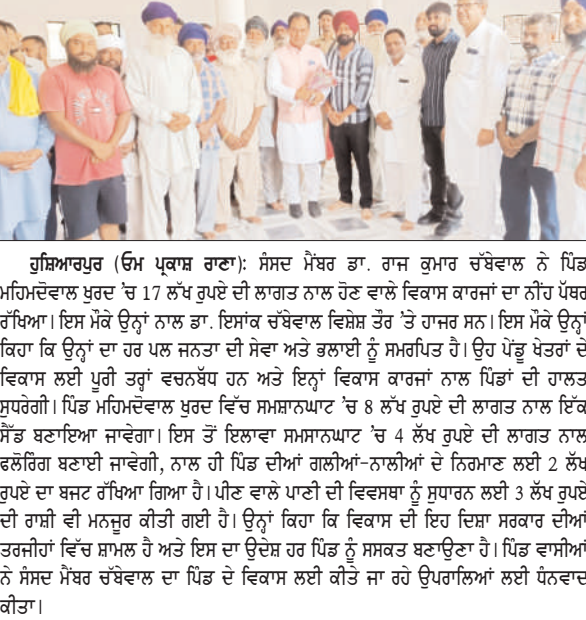 ਹੁਸ਼ਿਆਰਪੁਰ (ਓਮ ਪ੍ਰਕਾਸ਼ ਰਾਣਾ): ਸੰਸਦ ਮੈਂਬਰ ਡਾ. ਰਾਜ ਕੁਮਾਰ ਚੱਬੇਵਾਲ ਨੇ ਪਿੰਡ
ਮਹਿਮਦੋਵਾਲ ਖੁਰਦ 'ਚ 17 ਲੱਖ ਰੁਪਏ ਦੀ ਲਾਗਤ ਨਾਲ ਹੋਣ ਵਾਲੇ ਵਿਕਾਸ ਕਾਰਜਾਂ ਦਾ ਨੀਂਹ ਪੱਥਰ
ਰੱਖਿਆ। ਇਸ ਮੌਕੇ ਉਨ੍ਹਾਂ ਨਾਲ ਡਾ. ਇਸਾਂਕ ਚੱਬੇਵਾਲ ਵਿਸ਼ੇਸ਼ ਤੌਰ 'ਤੇ ਹਾਜਰ ਸਨ। ਇਸ ਮੌਕੇ ਉਨ੍ਹਾਂ
ਕਿਹਾ ਕਿ ਉਨ੍ਹਾਂ ਦਾ ਹਰ ਪਲ ਜਨਤਾ ਦੀ ਸੇਵਾ ਅਤੇ ਭਲਾਈ ਨੂੰ ਸਮਰਪਿਤ ਹੈ। ਉਹ ਪੇਂਡੂ ਖੇਤਰਾਂ ਦੇ
ਵਿਕਾਸ ਲਈ ਪੂਰੀ ਤਰ੍ਹਾਂ ਵਚਨਬੱਧ ਹਨ ਅਤੇ ਇਨ੍ਹਾਂ ਵਿਕਾਸ ਕਾਰਜਾਂ ਨਾਲ ਪਿੰਡਾਂ ਦੀ ਹਾਲਤ
ਸੁਧਰੇਗੀ। ਪਿੰਡ ਮਹਿਮਦੋਵਾਲ ਖੁਰਦ ਵਿੱਚ ਸਮਸ਼ਾਨਘਾਟ 'ਚ 8 ਲੱਖ ਰੁਪਏ ਦੀ ਲਾਗਤ ਨਾਲ ਇੱਕ
ਸੈੱਡ ਬਣਾਇਆ ਜਾਵੇਗਾ। ਇਸ ਤੋਂ ਇਲਾਵਾ ਸਮਸਾਨਘਾਟ 'ਚ 4 ਲੱਖ ਰੁਪਏ ਦੀ ਲਾਗਤ ਨਾਲ
ਫਲੋਰਿੰਗ ਬਣਾਈ ਜਾਵੇਗੀ, ਨਾਲ ਹੀ ਪਿੰਡ ਦੀਆਂ ਗਲੀਆਂ-ਨਾਲੀਆਂ ਦੇ ਨਿਰਮਾਣ ਲਈ 2 ਲੱਖ
ਰੁਪਏ ਦਾ ਬਜਟ ਰੱਖਿਆ ਗਿਆ ਹੈ। ਪੀਣ ਵਾਲੇ ਪਾਣੀ ਦੀ ਵਿਵਸਥਾ ਨੂੰ ਸੁਧਾਰਨ ਲਈ 3 ਲੱਖ ਰੁਪਏ
ਦੀ ਰਾਸ਼ੀ ਵੀ ਮਨਜੂਰ ਕੀਤੀ ਗਈ ਹੈ। ਉਨ੍ਹਾਂ ਕਿਹਾ ਕਿ ਵਿਕਾਸ ਦੀ ਇਹ ਦਿਸ਼ਾ ਸਰਕਾਰ ਦੀਆਂ
ਤਰਜੀਹਾਂ ਵਿੱਚ ਸ਼ਾਮਲ ਹੈ ਅਤੇ ਇਸ ਦਾ ਉਦੇਸ਼ ਹਰ ਪਿੰਡ ਨੂੰ ਸਸ਼ਕਤ ਬਣਾਉਣਾ ਹੈ। ਪਿੰਡ ਵਾਸੀਆਂ
ਨੇ ਸੰਸਦ ਮੈਂਬਰ ਚੱਬੇਵਾਲ ਦਾ ਪਿੰਡ ਦੇ ਵਿਕਾਸ ਲਈ ਕੀਤੇ ਜਾ ਰਹੇ ਉਪਰਾਲਿਆਂ ਲਈ ਧੰਨਵਾਦ
ਕੀਤਾ।